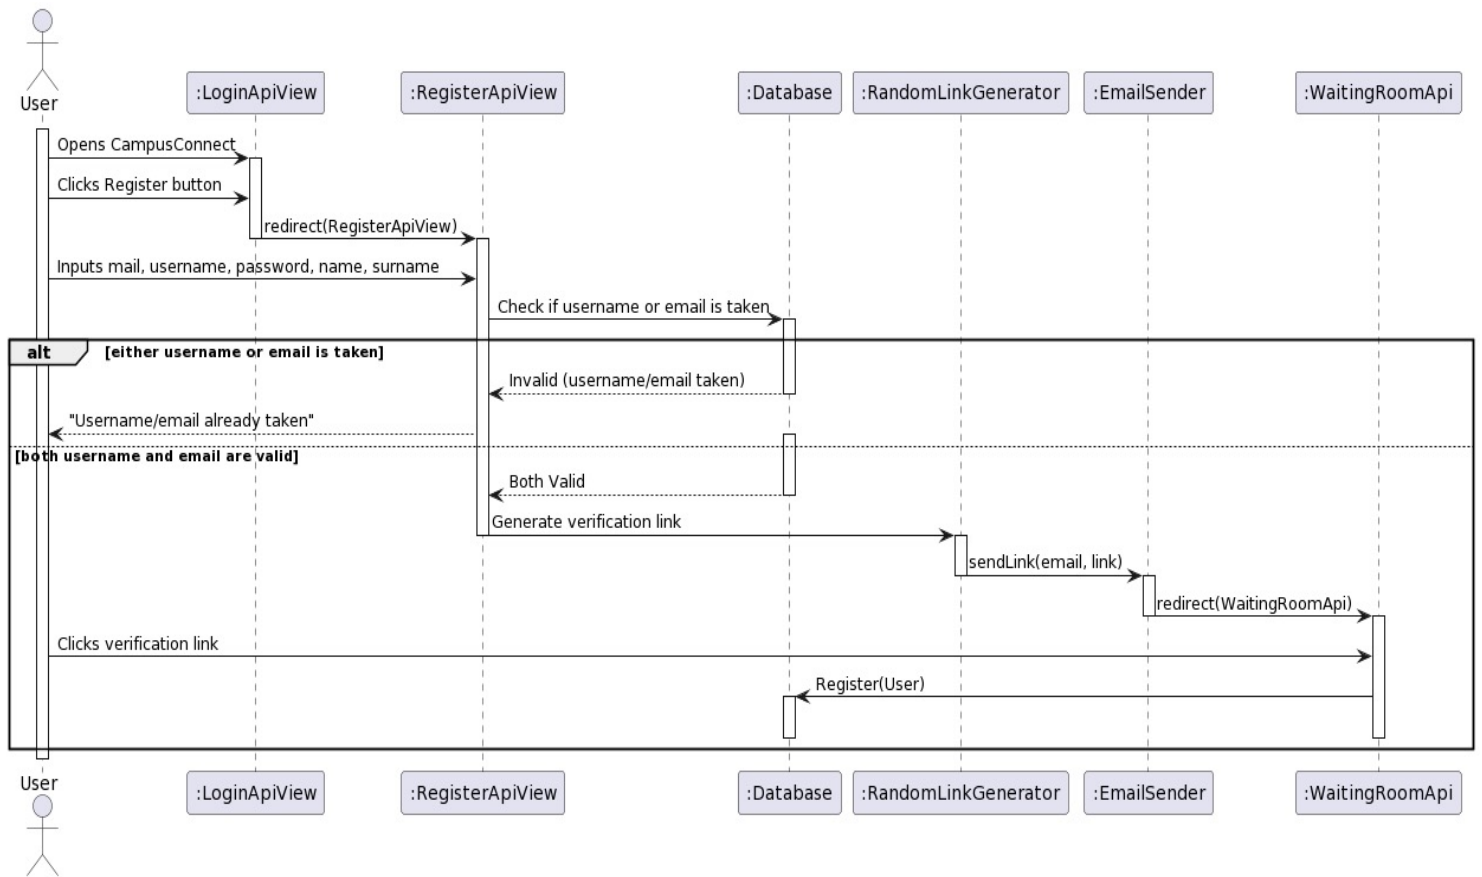 User
:LoginApiView
:RegisterApiView
:Database
:RandomLinkGenerator
:EmailSender
:WaitingRoomApi
Opens CampusConnect
Clicks Register button
redirect(RegisterApiView)
Inputs mail, username, password, name, surname
Check if username or email is taken
alt
[either username or email is taken]
Invalid (username/email taken)
"Username/email already taken"
[both username and email are valid]
Both Valid
Generate verification link
sendLink(email, link)
redirect(WaitingRoomApi)
Clicks verification link
Register(User)
User
:LoginApiView
:RegisterApiView
:Database
:RandomLinkGenerator
:EmailSender
:WaitingRoomApi